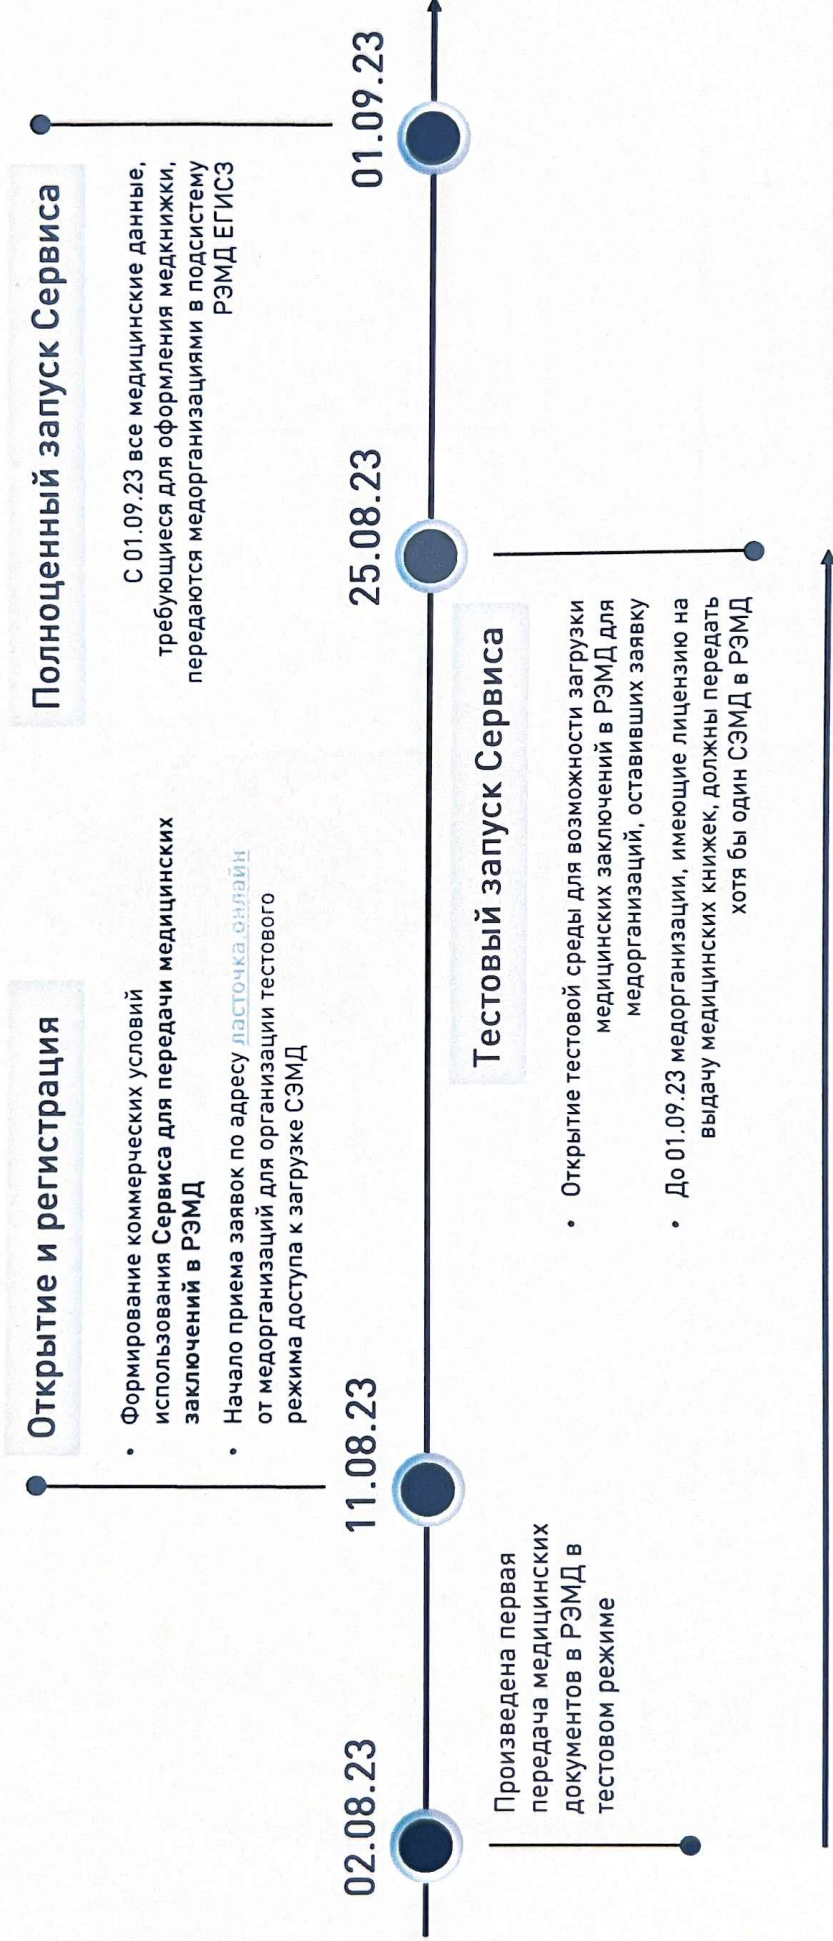 Открытие и регистрация
• Формирование коммерческих условий
использования Сервиса для передачи медицинских
заключений в РЭМД
• Начало приема заявок по адресу ласточка.онлайн
от медорганизаций для организации тестового
режима доступа к загрузке СЭМД
Полноценный запуск Сервиса
С 01.09.23 все медицинские данные,
требующиеся для оформления медкнижки,
передаются медорганизациями в подсистему
РЭМД ЕГИСЗ
02.08.23
11.08.23
25.08.23
01.09.23
Произведена первая
передача медицинских
документов в РЭМД в
тестовом режиме
Тестовый запуск Сервиса
• Открытие тестовой среды для возможности загрузки
медицинских заключений в РЭМД для
медорганизаций, оставивших заявку
• До 01.09.23 медорганизации, имеющие лицензию на
выдачу медицинских книжек, должны передать
хотя бы один СЭМД в РЭМД